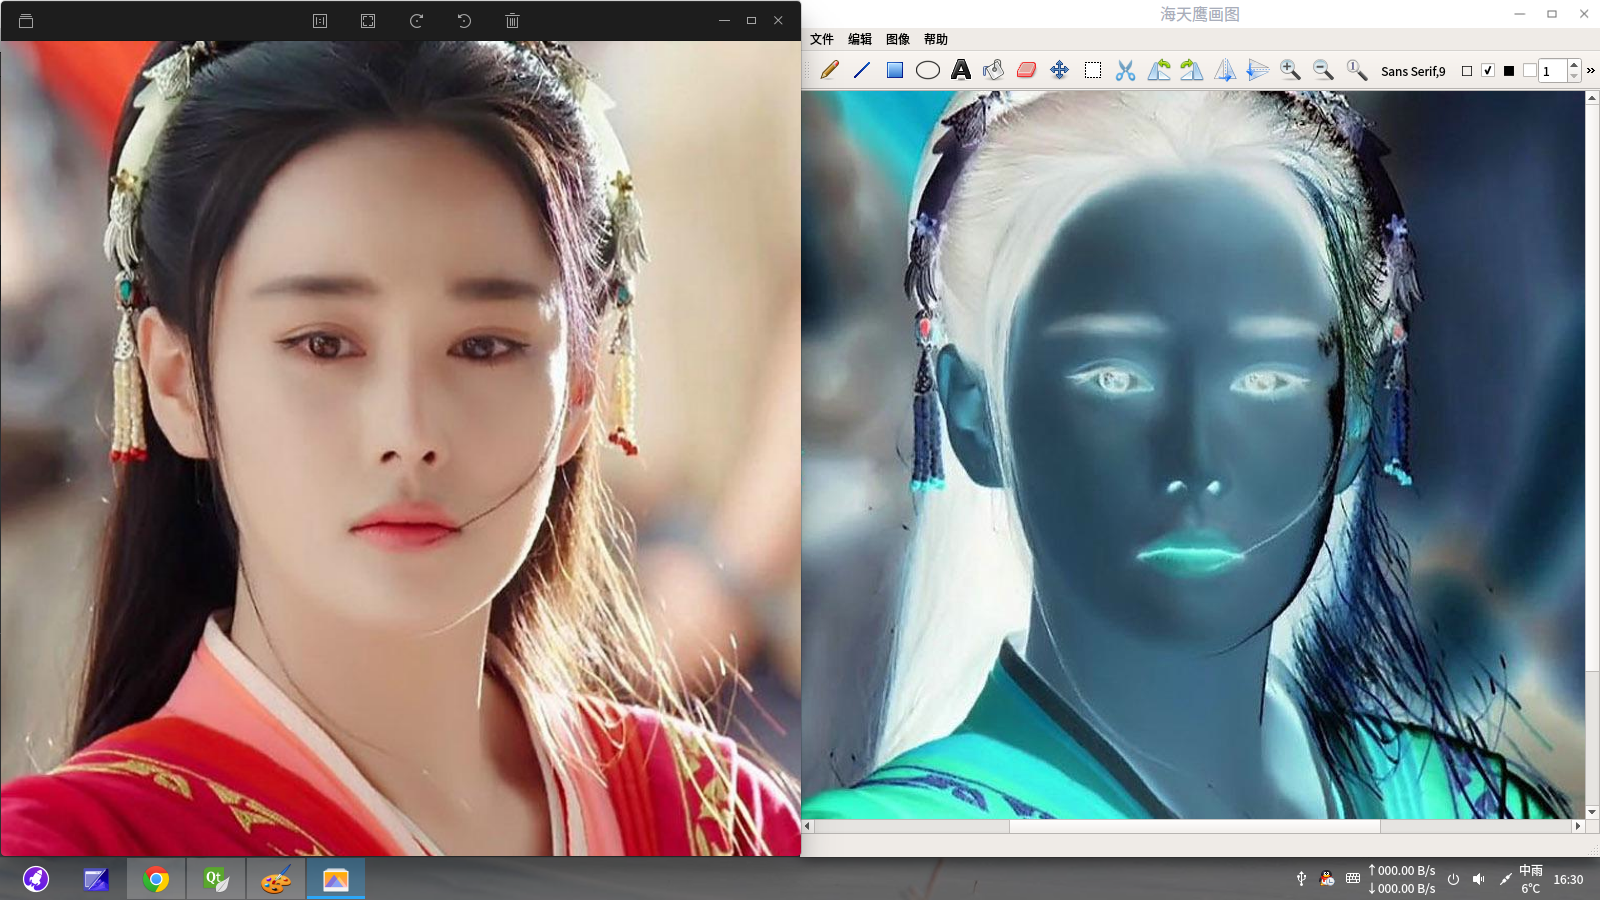 海天鹰画图
文件 编辑 图像 帮助
A Sans Serif,9 1 »
Qt
↑000.00 B/s
↓000.00 B/s
中雨
6°C
16:30